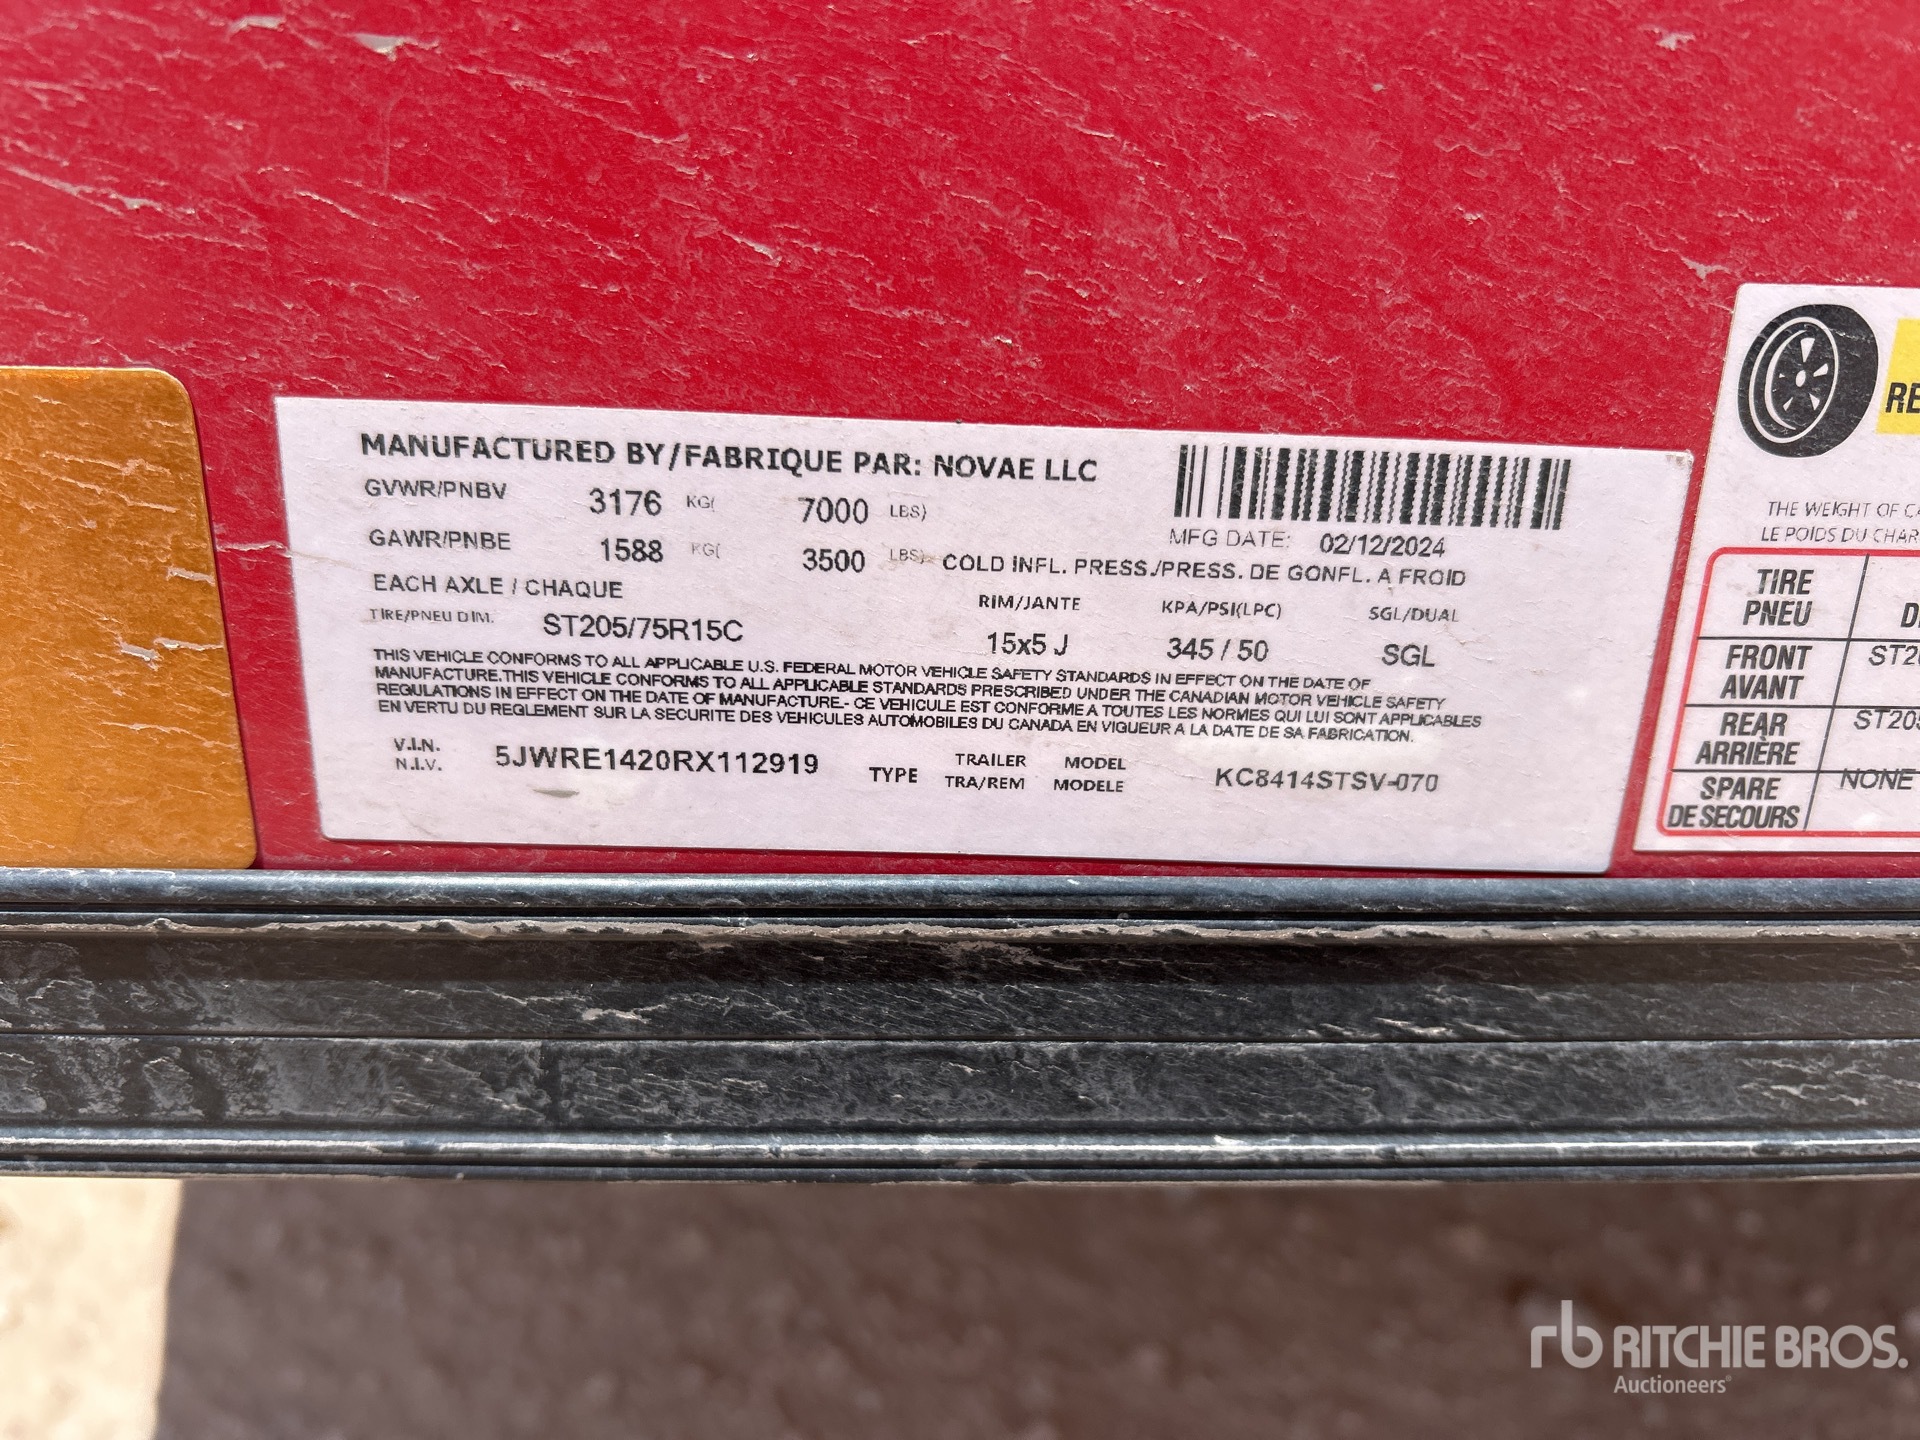 MANUFACTURED BY/FABRIQUE PAR: NOVAE LLC
GVWR/PNBV 3176 KG( 7000 LBS)
MFG DATE: 02/12/2024
GAWR/PNBE 1588 KG( 3500 LBS)
COLD INFL. PRESS./PRESS. DE GONFL. A FROID
EACH AXLE / CHAQUE
RIM/JANTE KPA/PSI(LPC) SGL/DUAL
TIRE/PNEU DIM. ST205/75R15C 15x5 J 345 / 50 SGL
THIS VEHICLE CONFORMS TO ALL APPLICABLE U.S. FEDERAL MOTOR VEHICLE SAFETY STANDARDS IN EFFECT ON THE DATE OF
MANUFACTURE.THIS VEHICLE CONFORMS TO ALL APPLICABLE STANDARDS PRESCRIBED UNDER THE CANADIAN MOTOR VEHICLE SAFETY
REGULATIONS IN EFFECT ON THE DATE OF MANUFACTURE.- CE VEHICULE EST CONFORME A TOUTES LES NORMES QUI LUI SONT APPLICABLES
EN VERTU DU REGLEMENT SUR LA SECURITE DES VEHICULES AUTOMOBILES DU CANADA EN VIGUEUR A LA DATE DE SA FABRICATION.
V.I.N.
N.I.V.
5JWRE1420RX112919
TYPE
TRAILER
TRA/REM
MODEL
MODELE
KC8414STSV-070
RE
THE WEIGHT OF CA
LE POIDS DU CHAR
TIRE
PNEU
DI
FRONT
AVANT
ST20
REAR
ARRIÈRE
ST205
SPARE
DE SECOURS
NONE
rb RITCHIE BROS.
Auctioneers